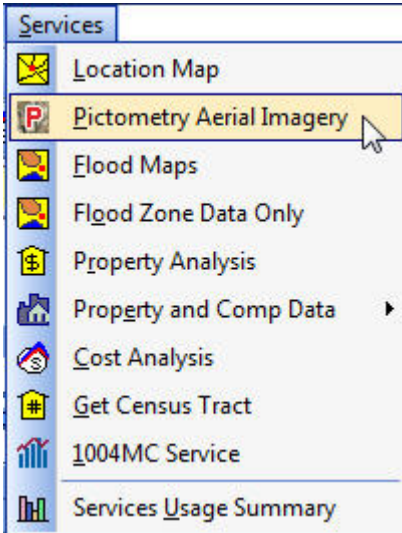 Services
Location Map
Pictometry Aerial Imagery
Flood Maps
Flood Zone Data Only
Property Analysis
Property and Comp Data
Cost Analysis
Get Census Tract
1004MC Service
Services Usage Summary